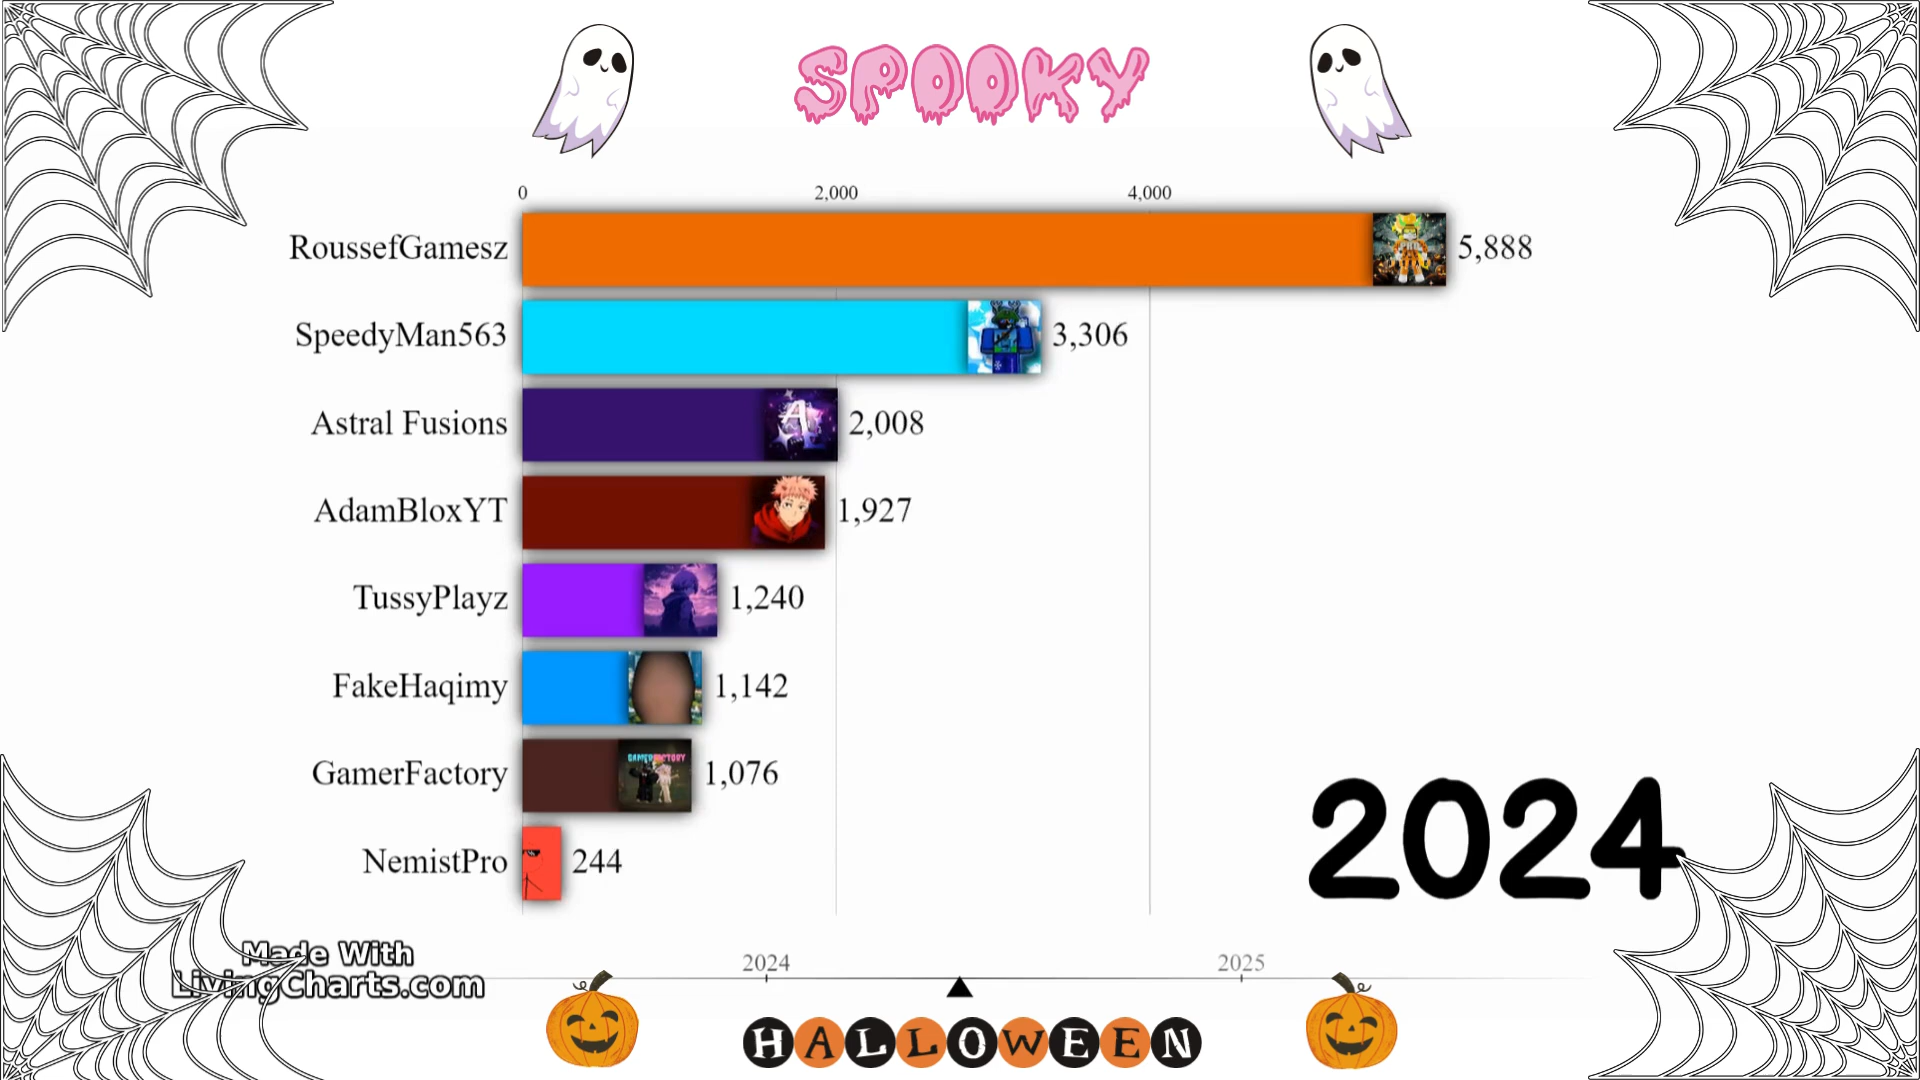 SPOOKY
0 2,000 4,000
RoussefGamesz 5,888
SpeedyMan563 3,306
Astral Fusions 2,008
AdamBloxYT 1,927
TussyPlayz 1,240
FakeHaqimy 1,142
GAMERFACTORY
GamerFactory 1,076
NemistPro 244
2024
Made With
LivingCharts.com
2024 2025
HALLOWEEN